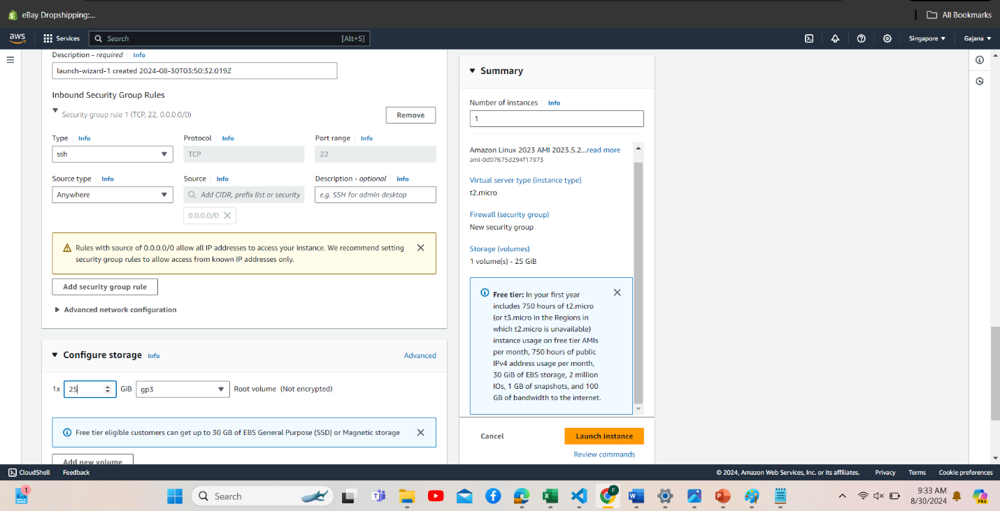 eBay Dropshipping:...
All Bookmarks
aws
Services
Search
[Alt+S]
Singapore
Gajana
Description - required
Info
launch-wizard-1 created 2024-08-30T03:50:32.019Z
Inbound Security Group Rules
Security group rule 1 (TCP, 22, 0.0.0.0/0)
Remove
Type
Info
Protocol
Info
Port range
Info
ssh
TCP
22
Source type
Info
Source
Info
Description - optional
Info
Anywhere
Add CIDR, prefix list or security
e.g. SSH for admin desktop
0.0.0.0/0
Rules with source of 0.0.0.0/0 allow all IP addresses to access your instance. We recommend setting
security group rules to allow access from known IP addresses only.
Add security group rule
Advanced network configuration
Configure storage
Info
Advanced
1x
25
GiB
gp3
Root volume (Not encrypted)
Free tier eligible customers can get up to 30 GB of EBS General Purpose (SSD) or Magnetic storage
Add new volume
Summary
Number of instances
Info
1
Amazon Linux 2023 AMI 2023.5.2...read more
ami-0d07675d294f17973
Virtual server type (instance type)
t2.micro
Firewall (security group)
New security group
Storage (volumes)
1 volume(s) - 25 GiB
Free tier: In your first year
includes 750 hours of t2.micro
(or t3.micro in the Regions in
which t2.micro is unavailable)
instance usage on free tier AMIs
per month, 750 hours of public
IPv4 address usage per month,
30 GiB of EBS storage, 2 million
IOs, 1 GB of snapshots, and 100
GB of bandwidth to the internet.
Cancel
Launch instance
Review commands
CloudShell
Feedback
© 2024, Amazon Web Services, Inc. or its affiliates.
Privacy
Terms
Cookie preferences
1
Search
F
9:33 AM
8/30/2024
PRE